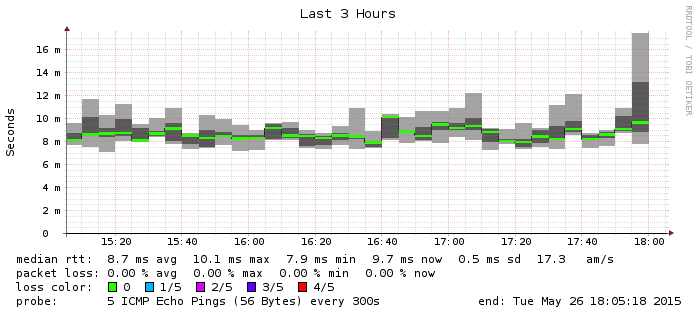 Last 3 Hours
RRDTOOL / TOBI OETIKER
Seconds
16 m
14 m
12 m
10 m
8 m
6 m
4 m
2 m
0
15:20 15:40 16:00 16:20 16:40 17:00 17:20 17:40 18:00
median rtt: 8.7 ms avg 10.1 ms max 7.9 ms min 9.7 ms now 0.5 ms sd 17.3 am/s
packet loss: 0.00 % avg 0.00 % max 0.00 % min 0.00 % now
loss color: 0 1/5 2/5 3/5 4/5
probe: 5 ICMP Echo Pings (56 Bytes) every 300s end: Tue May 26 18:05:18 2015